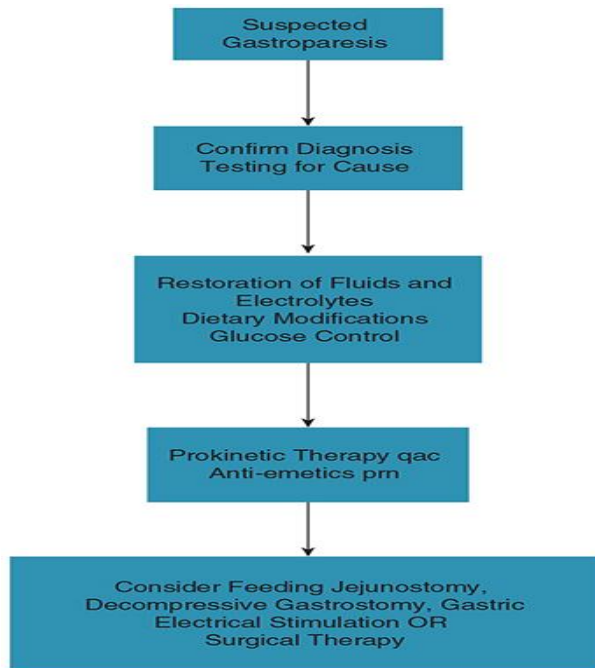 Suspected
Gastroparesis
Confirm Diagnosis
Testing for Cause
Restoration of Fluids and
Electrolytes
Dietary Modifications
Glucose Control
Prokinetic Therapy qac
Anti-emetics prn
Consider Feeding Jejunostomy,
Decompressive Gastrostomy, Gastric
Electrical Stimulation OR
Surgical Therapy